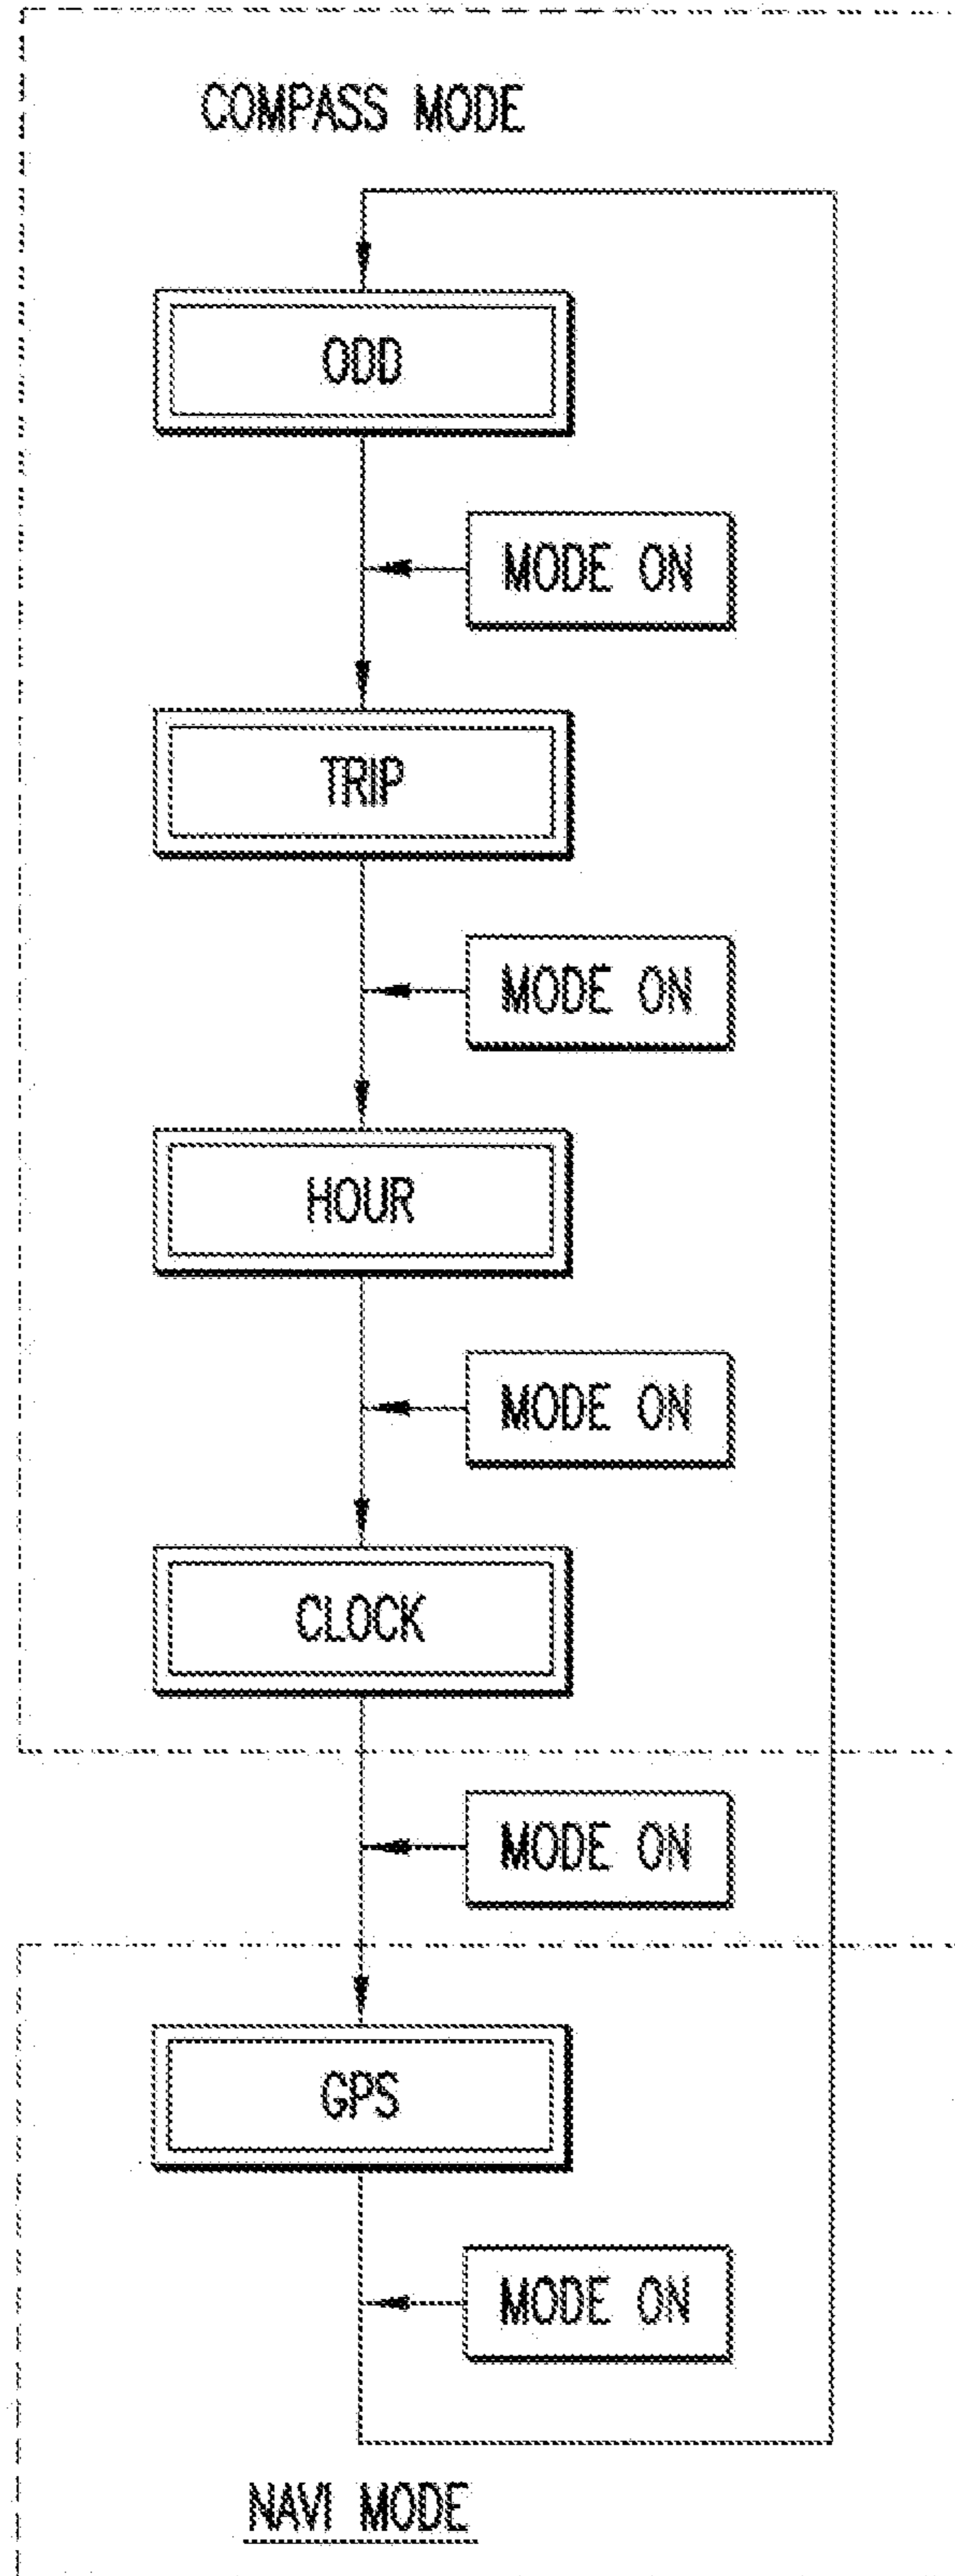 COMPASS MODE
ODD
MODE ON
TRIP
MODE ON
HOUR
MODE ON
CLOCK
MODE ON
GPS
MODE ON
NAVI MODE